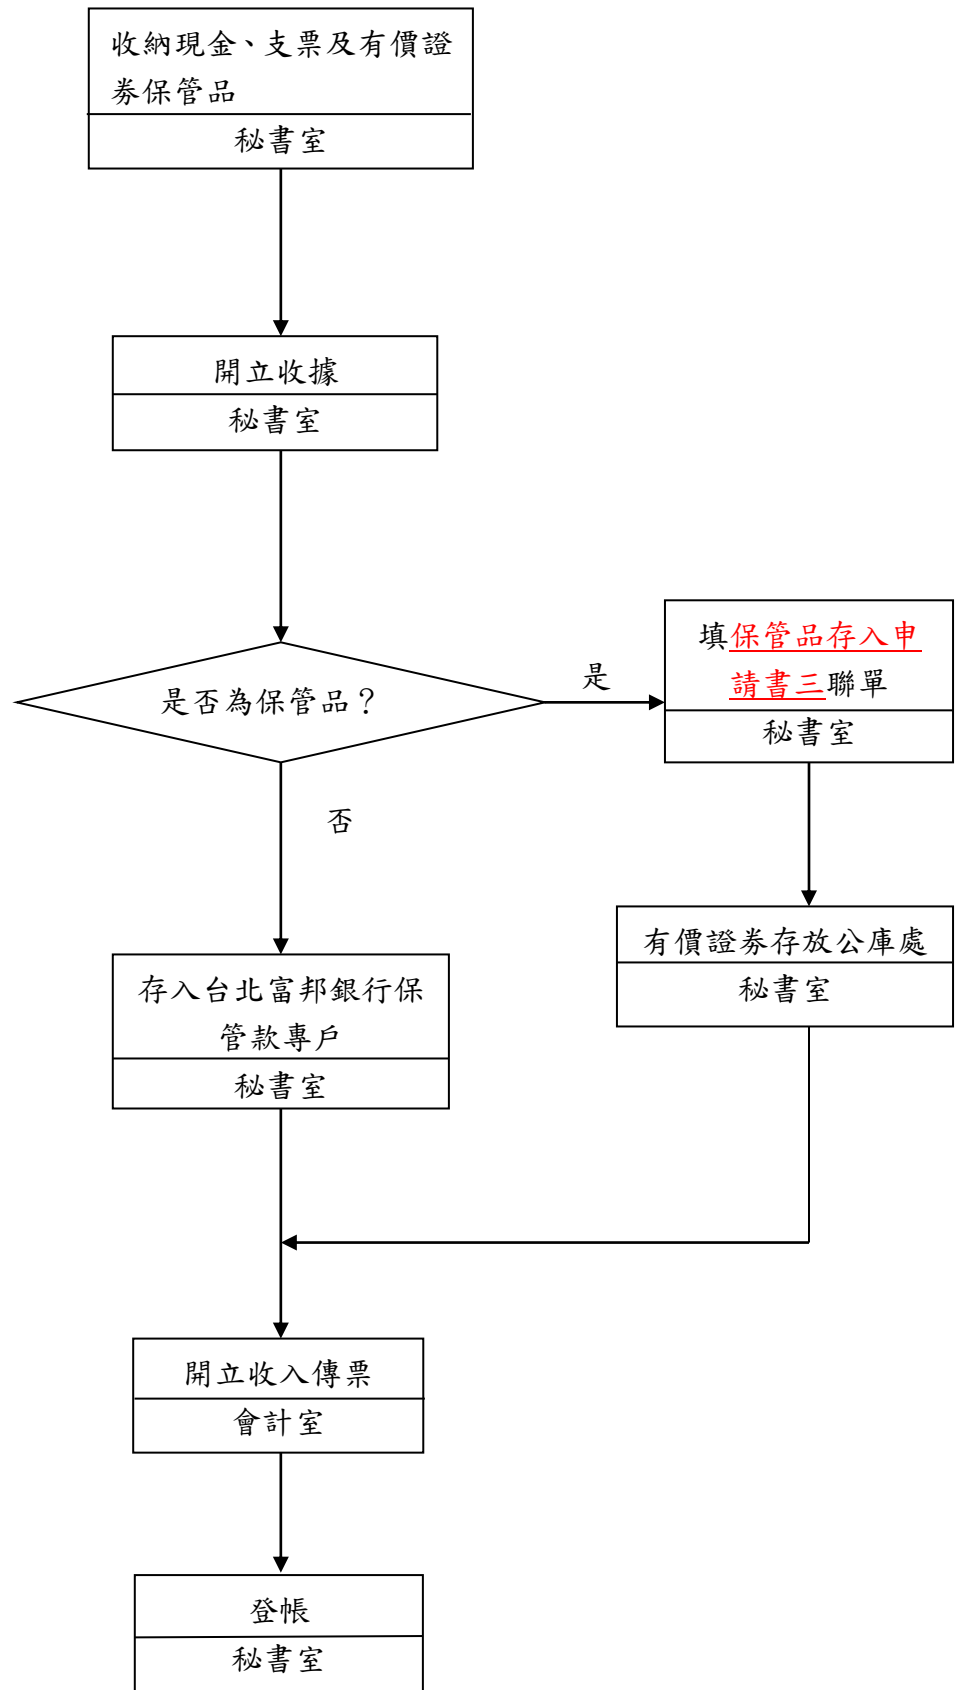 收納現金、支票及有價證
券保管品
秘書室
開立收據
秘書室
是否為保管品？
是
填保管品存入申
請書三聯單
秘書室
否
有價證券存放公庫處
秘書室
存入台北富邦銀行保
管款專戶
秘書室
開立收入傳票
會計室
登帳
秘書室